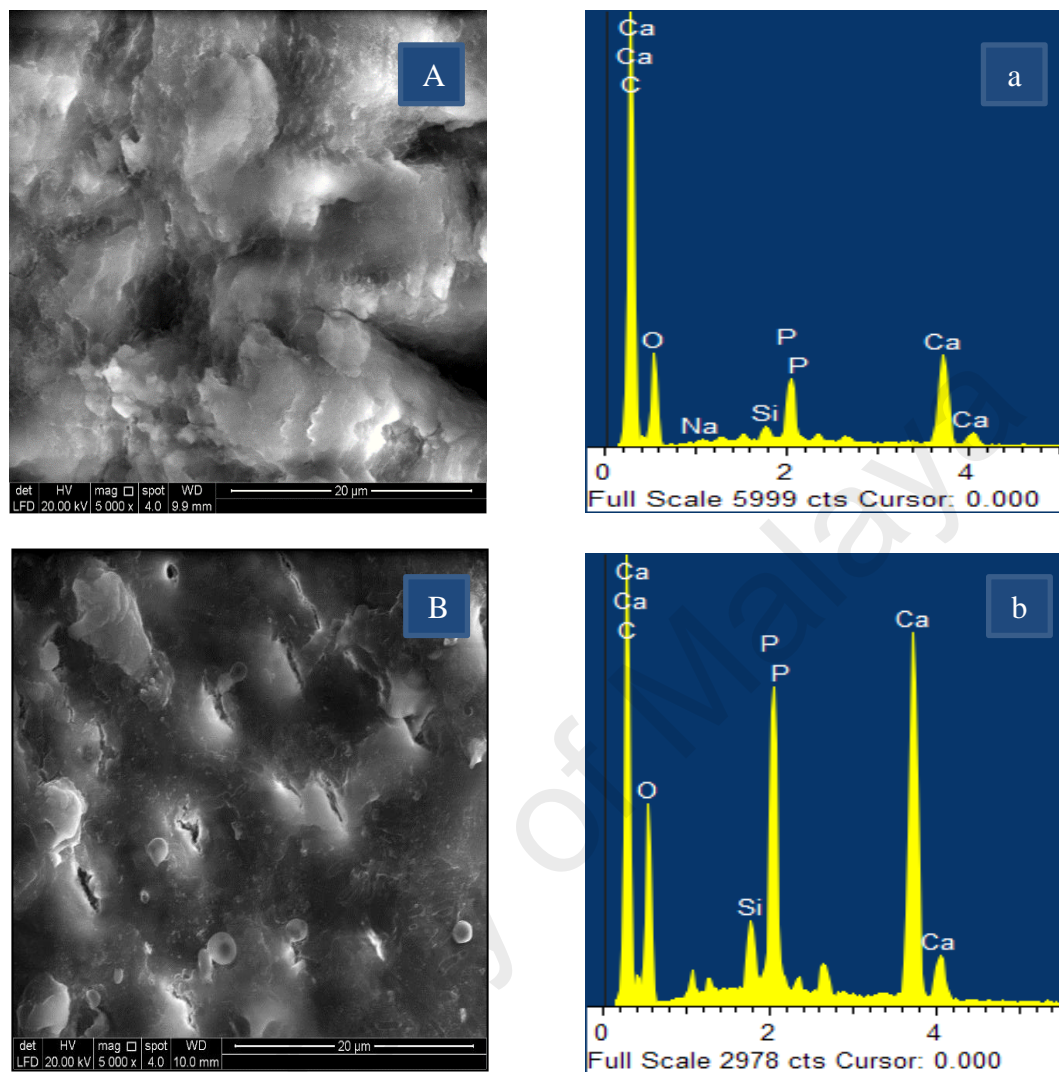 A
det HV mag □ spot WD
LFD 20.00 kV 5 000 x 4.0 9.9 mm
20 µm
a
Ca
Ca
C
O
Na
Si
P
P
Ca
Ca
0 2 4
Full Scale 5999 cts Cursor: 0.000
B
det HV mag □ spot WD
LFD 20.00 kV 5 000 x 4.0 10.0 mm
20 µm
b
Ca
Ca
C
O
Si
P
P
Ca
Ca
0 2 4
Full Scale 2978 cts Cursor: 0.000
of Malaya